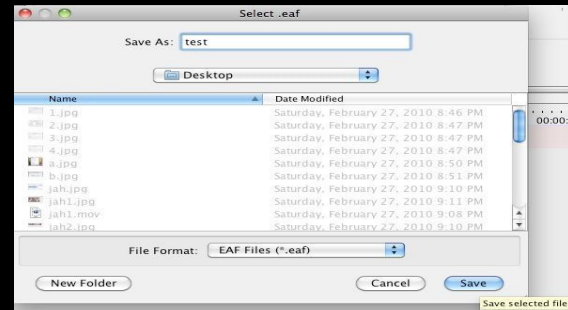 Select .eaf
Save As: test
Desktop
Name Date Modified
1.jpg Saturday, February 27, 2010 8:46 PM
2.jpg Saturday, February 27, 2010 8:47 PM
3.jpg Saturday, February 27, 2010 8:47 PM
4.jpg Saturday, February 27, 2010 8:47 PM
a.jpg Saturday, February 27, 2010 8:50 PM
b.jpg Saturday, February 27, 2010 8:51 PM
jah.jpg Saturday, February 27, 2010 9:10 PM
jah1.jpg Saturday, February 27, 2010 9:11 PM
jah1.mov Saturday, February 27, 2010 9:08 PM
jah2.jpg Saturday, February 27, 2010 9:10 PM
00:00:
File Format: EAF Files (*.eaf)
New Folder Cancel Save
Save selected file